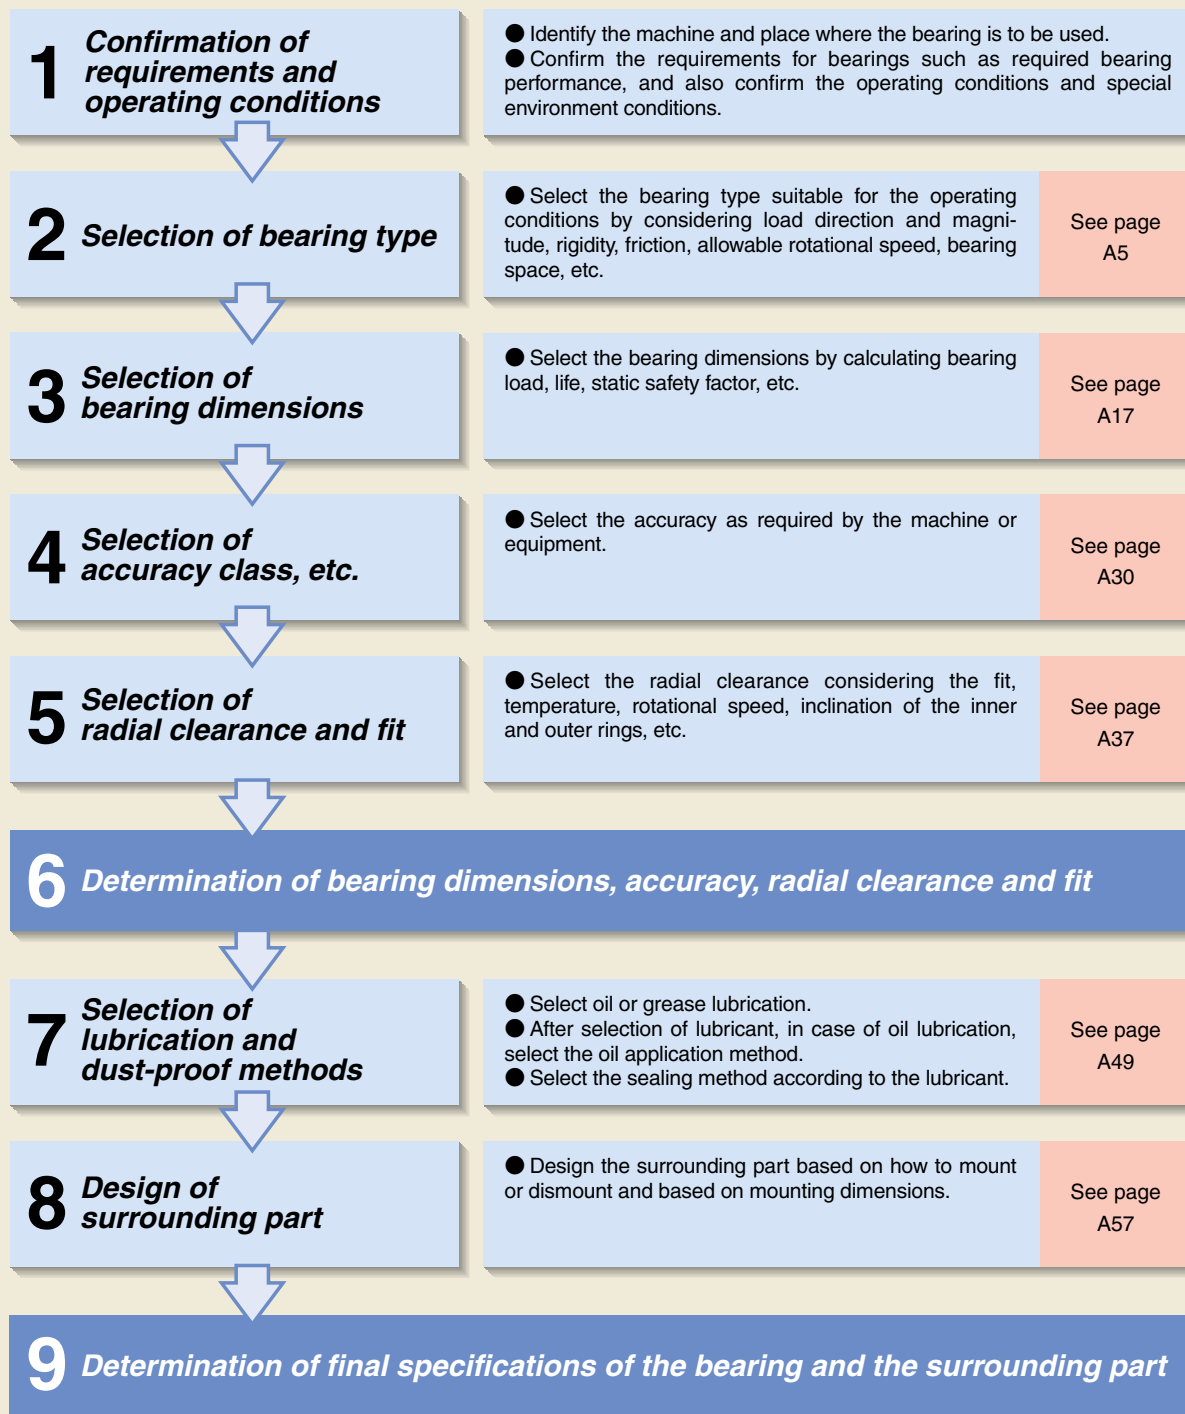 1
Confirmation of
requirements and
operating conditions
● Identify the machine and place where the bearing is to be used.
● Confirm the requirements for bearings such as required bearing
performance, and also confirm the operating conditions and special
environment conditions.
2
Selection of bearing type
● Select the bearing type suitable for the operating
conditions by considering load direction and magni-
tude, rigidity, friction, allowable rotational speed, bearing
space, etc.
See page
A5
3
Selection of
bearing dimensions
● Select the bearing dimensions by calculating bearing
load, life, static safety factor, etc.
See page
A17
4
Selection of
accuracy class, etc.
● Select the accuracy as required by the machine or
equipment.
See page
A30
5
Selection of
radial clearance and fit
● Select the radial clearance considering the fit,
temperature, rotational speed, inclination of the inner
and outer rings, etc.
See page
A37
6 Determination of bearing dimensions, accuracy, radial clearance and fit
7
Selection of
lubrication and
dust-proof methods
● Select oil or grease lubrication.
● After selection of lubricant, in case of oil lubrication,
select the oil application method.
● Select the sealing method according to the lubricant.
See page
A49
8
Design of
surrounding part
● Design the surrounding part based on how to mount
or dismount and based on mounting dimensions.
See page
A57
9 Determination of final specifications of the bearing and the surrounding part